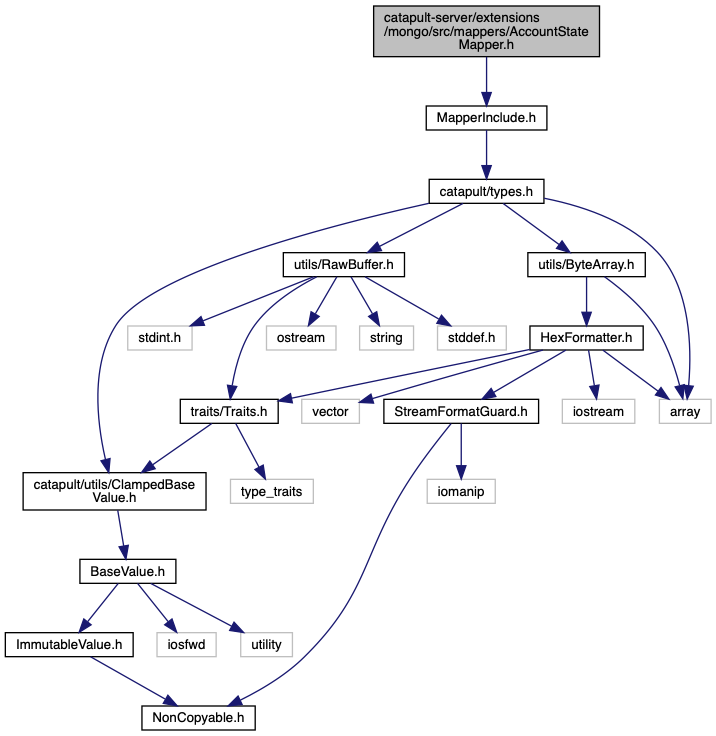 catapult-server/extensions
/mongo/src/mappers/AccountState
Mapper.h
MapperInclude.h
catapult/types.h
utils/RawBuffer.h
utils/ByteArray.h
stdint.h
ostream
string
stddef.h
HexFormatter.h
traits/Traits.h
vector
StreamFormatGuard.h
iostream
array
catapult/utils/ClampedBase
Value.h
type_traits
iomanip
BaseValue.h
ImmutableValue.h
iosfwd
utility
NonCopyable.h